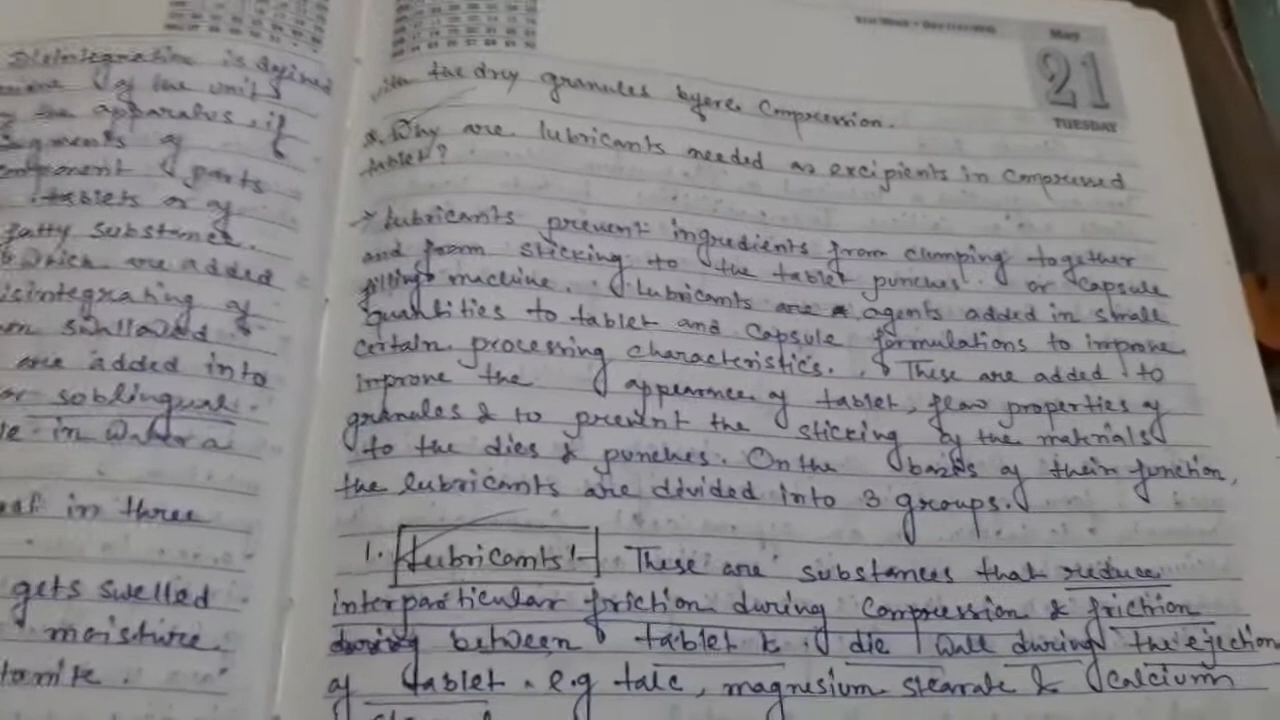 Disintegration is defined
of the units
the apparatus, if
of
parts
tablets or of
fatty substance.
Which are added
disintegrating of
swallowed
are added into
or soblingual.
in Water a
in three
gets swelled
moisture.
May
21
TUESDAY
with the dry granules before Compression.
Q. Why are lubricants needed as excipients in compressed
tablet?
→ Lubricants prevent ingredients from clumping together
and from sticking to the tablet punches or capsule
filling machine. Lubricants are agents added in small
quantities to tablet and capsule formulations to improve
certain processing characteristics. These are added to
improve the appearnce of tablet, flow properties of
granules & to prevent the sticking of the materials
to the dies & punches. On the basis of their function,
the lubricants are divided into 3 groups.
1. Lubricants:- These are substances that reduce
interparticular friction during compression & friction
during between tablet & die wall during the ejection
of tablet. e.g talc, magnesium stearate & calcium